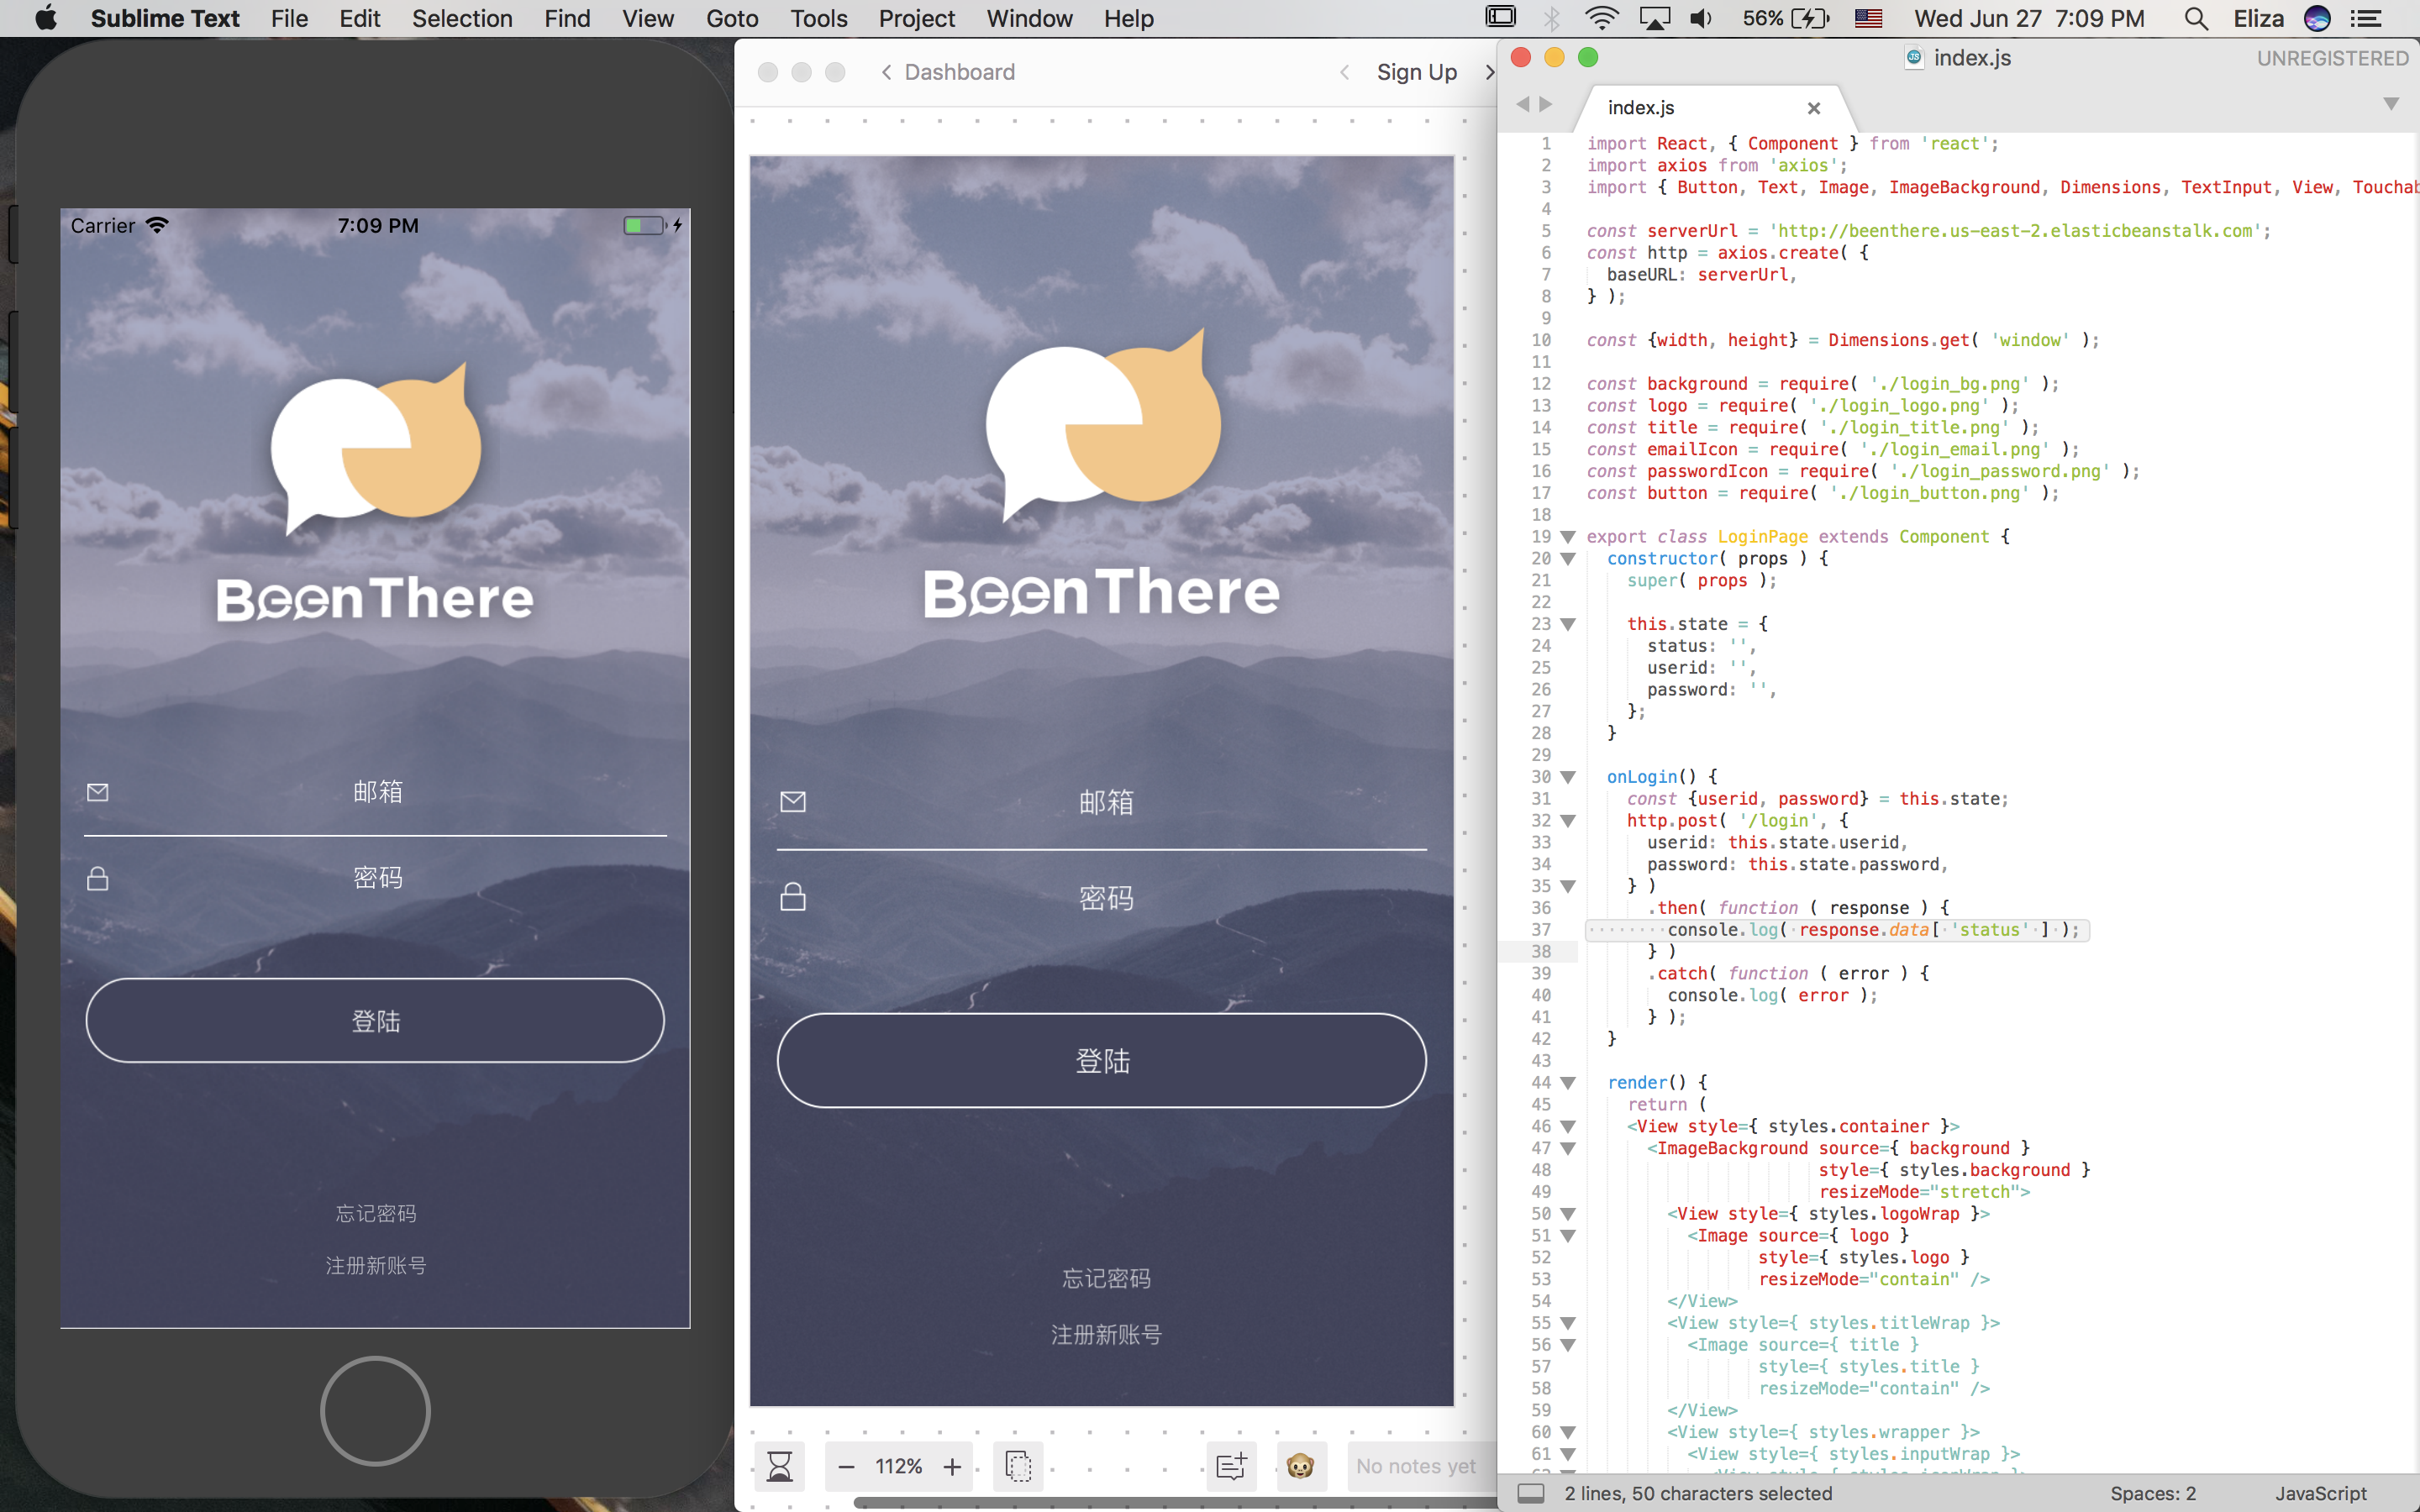 Sublime Text File Edit Selection Find View Goto Tools Project Window Help 56% Wed Jun 27 7:09 PM Eliza
Carrier 7:09 PM
BeenThere
邮箱
密码
登陆
忘记密码
注册新账号
Dashboard Sign Up
BeenThere
邮箱
密码
登陆
忘记密码
注册新账号
112% No notes yet
index.js UNREGISTERED
index.js
1 import React, { Component } from 'react';
2 import axios from 'axios';
3 import { Button, Text, Image, ImageBackground, Dimensions, TextInput, View, Touchab
4
5 const serverUrl = 'http://beenthere.us-east-2.elasticbeanstalk.com';
6 const http = axios.create( {
7   baseURL: serverUrl,
8 } );
9
10 const {width, height} = Dimensions.get( 'window' );
11
12 const background = require( './login_bg.png' );
13 const logo = require( './login_logo.png' );
14 const title = require( './login_title.png' );
15 const emailIcon = require( './login_email.png' );
16 const passwordIcon = require( './login_password.png' );
17 const button = require( './login_button.png' );
18
19 export class LoginPage extends Component {
20   constructor( props ) {
21     super( props );
22
23     this.state = {
24       status: '',
25       userid: '',
26       password: '',
27     };
28   }
29
30   onLogin() {
31     const {userid, password} = this.state;
32     http.post( '/login', {
33       userid: this.state.userid,
34       password: this.state.password,
35     } )
36       .then( function ( response ) {
37         console.log( response.data[ 'status' ] );
38       } )
39       .catch( function ( error ) {
40         console.log( error );
41       } );
42   }
43
44   render() {
45     return (
46     <View style={ styles.container }>
47       <ImageBackground source={ background }
48                        style={ styles.background }
49                        resizeMode="stretch">
50         <View style={ styles.logoWrap }>
51           <Image source={ logo }
52                  style={ styles.logo }
53                  resizeMode="contain" />
54         </View>
55         <View style={ styles.titleWrap }>
56           <Image source={ title }
57                  style={ styles.title }
58                  resizeMode="contain" />
59         </View>
60         <View style={ styles.wrapper }>
61           <View style={ styles.inputWrap }>
2 lines, 50 characters selected Spaces: 2 JavaScript